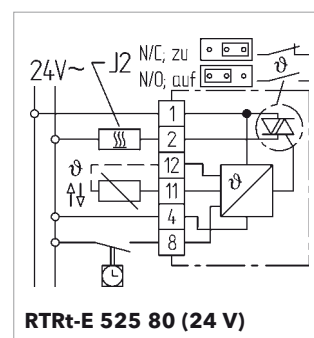 N/C; zu
24V~ J2
N/O; auf
ϑ
1
2
12
ϑ
11
ϑ
4
8
RTRt-E 525 80 (24 V)